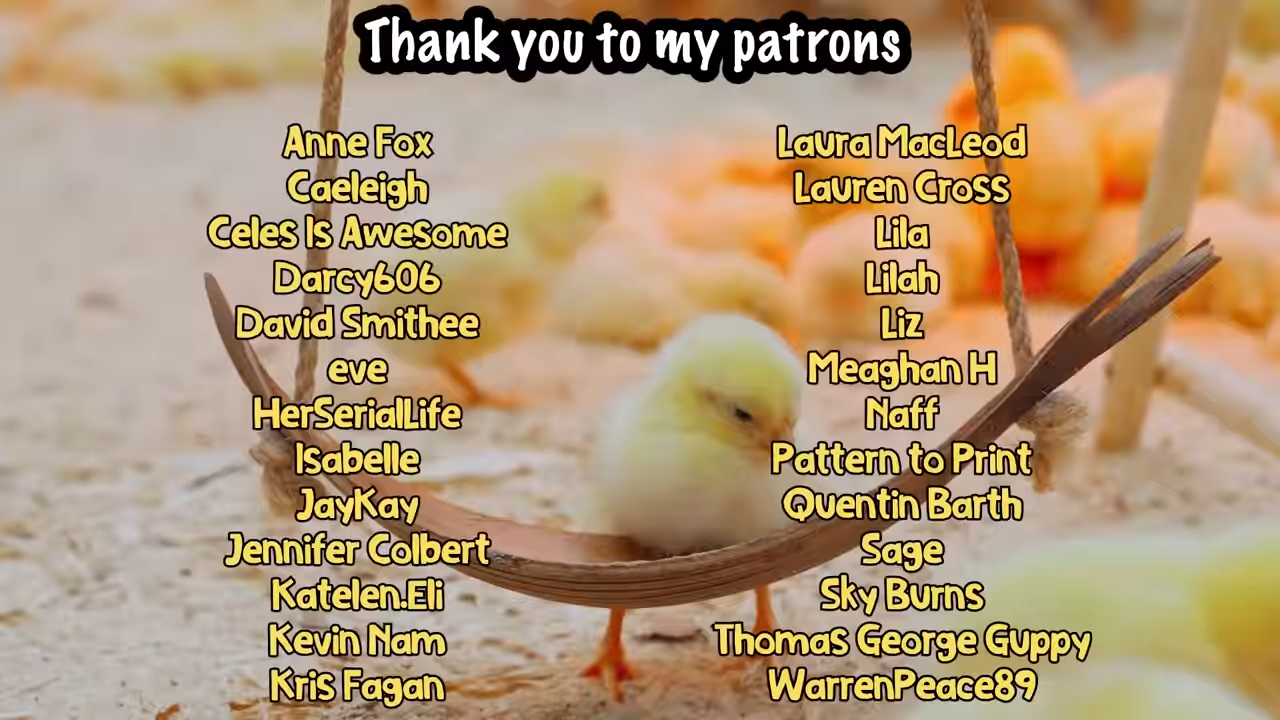 Thank you to my patrons
Anne Fox
Caeleigh
Celes Is Awesome
Darcy606
David Smithee
eve
HerSerialLife
Isabelle
JayKay
Jennifer Colbert
Katelen.Eli
Kevin Nam
Kris Fagan
Laura MacLeod
Lauren Cross
Lila
Lilah
Liz
Meaghan H
Naff
Pattern to Print
Quentin Barth
Sage
Sky Burns
Thomas George Guppy
WarrenPeace89